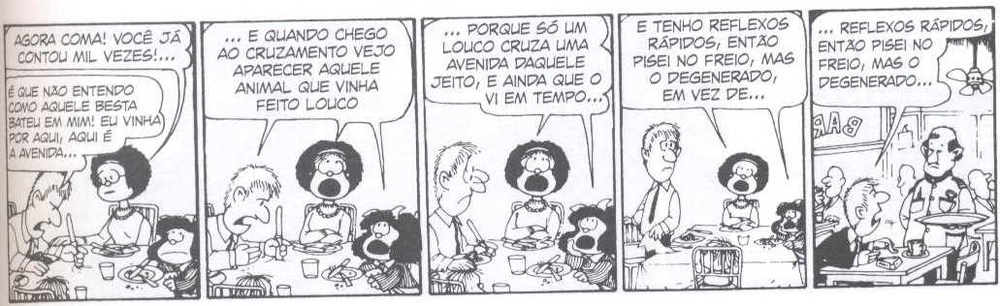 AGORA COMA! VOCÊ JÁ
CONTOU MIL VEZES!...
É QUE NÃO ENTENDO
COMO AQUELE BESTA
BATEU EM MIM! EU VINHA
POR AQUI, AQUI É
A AVENIDA...
... E QUANDO CHEGO
AO CRUZAMENTO VEJO
APARECER AQUELE
ANIMAL QUE VINHA
FEITO LOUCO
... PORQUE SÓ UM
LOUCO CRUZA UMA
AVENIDA DAQUELE
JEITO, E AINDA QUE O
VI EM TEMPO...
E TENHO REFLEXOS
RÁPIDOS, ENTÃO
PISEI NO FREIO, MAS
O DEGENERADO,
EM VEZ DE...
... REFLEXOS RÁPIDOS,
ENTÃO PISEI NO
FREIO, MAS O
DEGENERADO...
BAR